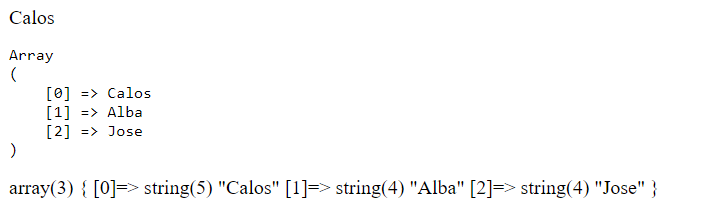 Calos
Array
(
    [0] => Calos
    [1] => Alba
    [2] => Jose
)
array(3) { [0]=> string(5) "Calos" [1]=> string(4) "Alba" [2]=> string(4) "Jose" }